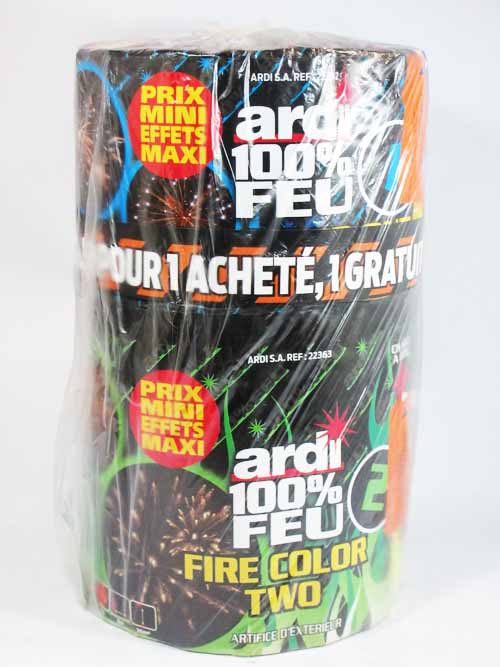 ARDI S.A. REF:
PRIX
MINI
EFFETS
MAXI
ardi
100%
FEU
1
POUR 1 ACHETÉ, 1 GRATUIT
ARDI S.A. REF : 22363
PRIX
MINI
EFFETS
MAXI
ardi
100%
FEU
2
FIRE COLOR
TWO
ARTIFICE D'EXTERIEUR